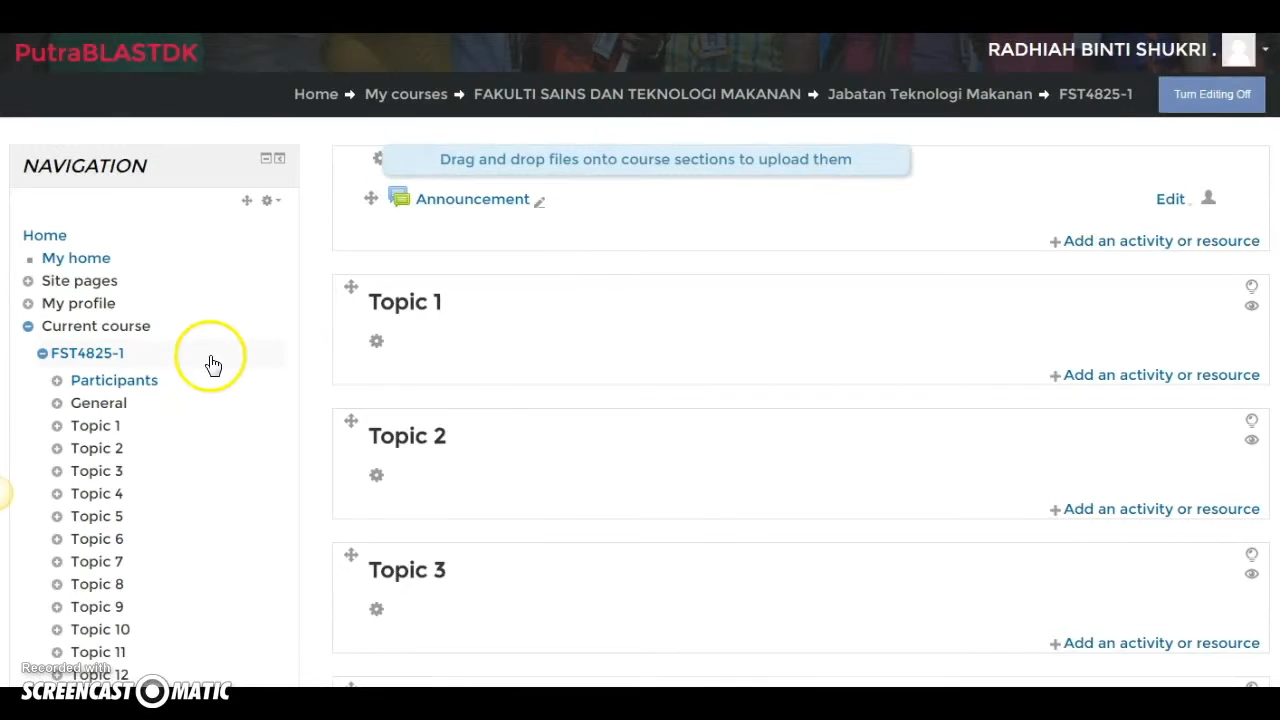 PutraBLASTDK
RADHIAH BINTI SHUKRI .
Home My courses FAKULTI SAINS DAN TEKNOLOGI MAKANAN Jabatan Teknologi Makanan FST4825-1
Turn Editing Off
NAVIGATION
Home
My home
Site pages
My profile
Current course
FST4825-1
Participants
General
Topic 1
Topic 2
Topic 3
Topic 4
Topic 5
Topic 6
Topic 7
Topic 8
Topic 9
Topic 10
Topic 11
Topic 12
Drag and drop files onto course sections to upload them
Announcement
Edit
Add an activity or resource
Topic 1
Add an activity or resource
Topic 2
Add an activity or resource
Topic 3
Add an activity or resource
Recorded with
SCREENCAST MATIC